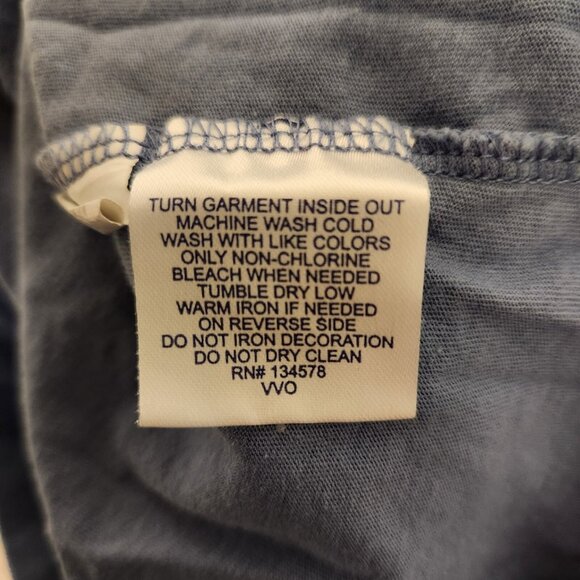 TURN GARMENT INSIDE OUT
MACHINE WASH COLD
WASH WITH LIKE COLORS
ONLY NON-CHLORINE
BLEACH WHEN NEEDED
TUMBLE DRY LOW
WARM IRON IF NEEDED
ON REVERSE SIDE
DO NOT IRON DECORATION
DO NOT DRY CLEAN
RN# 134578
VVO